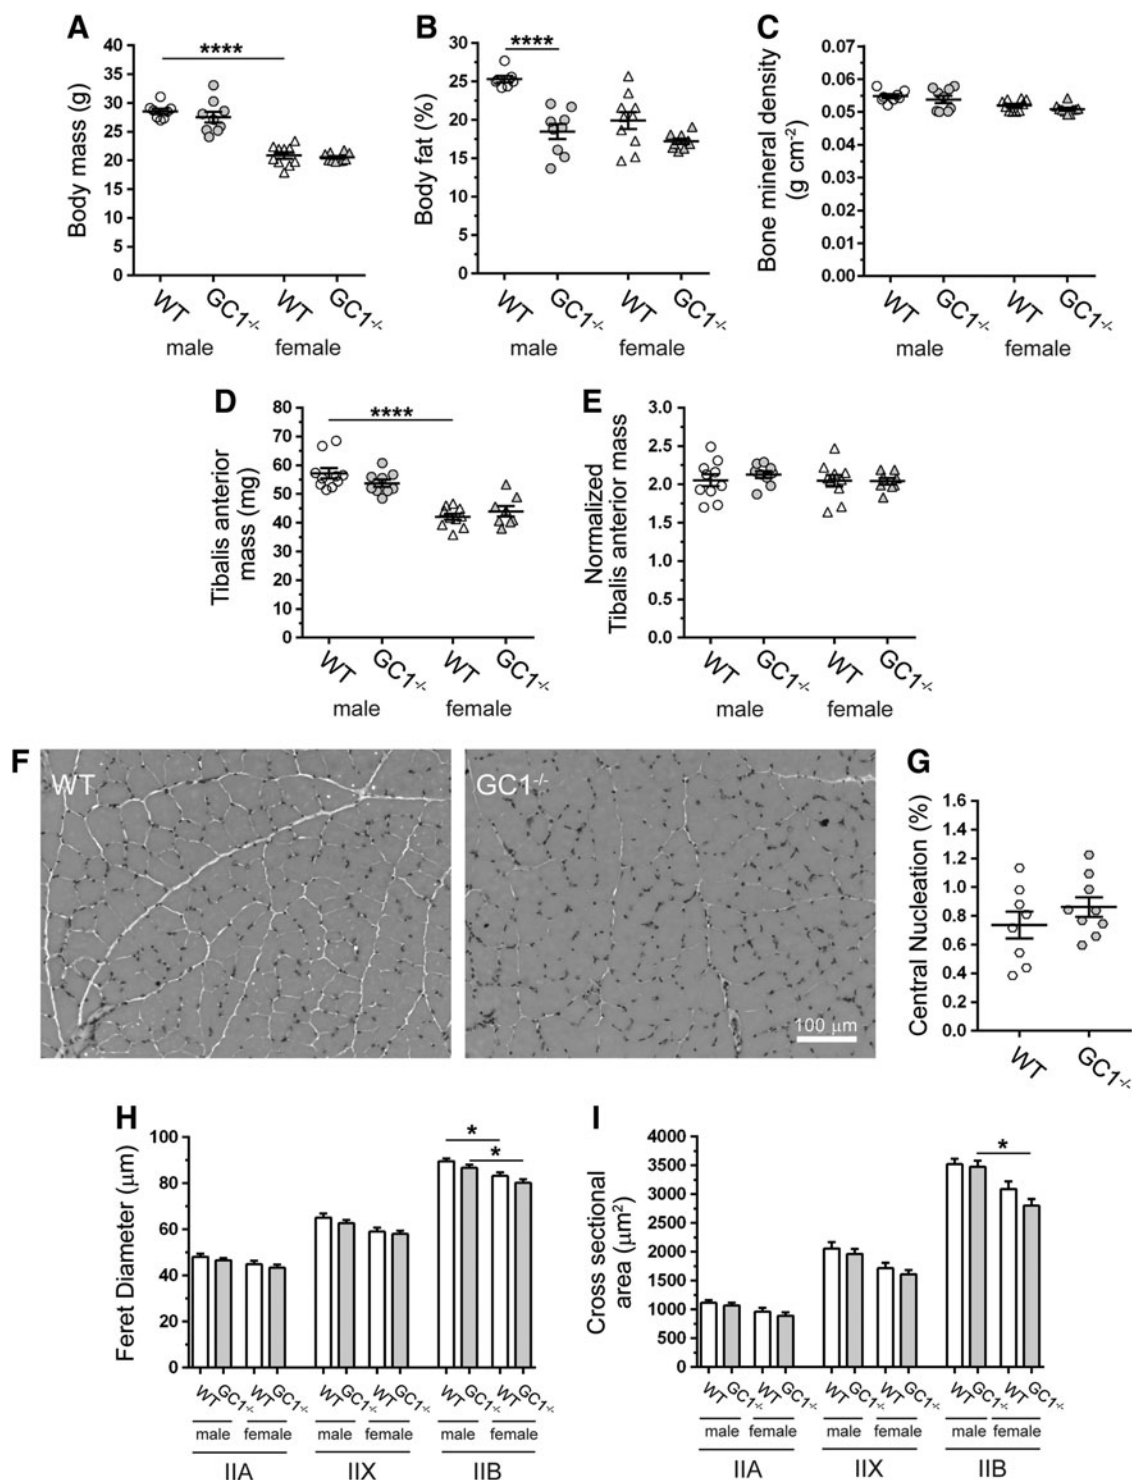 A
B
C
Body mass (g)
40
35
30
25
20
15
10
5
0
****
WT
GC1-/-
WT
GC1-/-
male
female
Body fat (%)
30
25
20
15
10
5
0
****
WT
GC1-/-
WT
GC1-/-
male
female
Bone mineral density
(g cm-2)
0.07
0.06
0.05
0.04
0.03
0.02
0.01
0.00
WT
GC1-/-
WT
GC1-/-
male
female
D
E
Tibalis anterior
mass (mg)
80
70
60
50
40
30
20
10
0
****
WT
GC1-/-
WT
GC1-/-
male
female
Normalized
Tibalis anterior mass
3.0
2.5
2.0
1.5
1.0
0.5
0.0
WT
GC1-/-
WT
GC1-/-
male
female
F
WT
GC1-/-
100 μm
G
Central Nucleation (%)
1.6
1.4
1.2
1.0
0.8
0.6
0.4
0.2
0.0
WT
GC1-/-
H
Feret Diameter (μm)
100
80
60
40
20
0
*
*
WT GC1-/- WT GC1-/- WT GC1-/- WT GC1-/- WT GC1-/- WT GC1-/-
male female male female male female
IIA IIX IIB
I
Cross sectional
area (μm2)
4000
3500
3000
2500
2000
1500
1000
500
0
*
WT GC1-/- WT GC1-/- WT GC1-/- WT GC1-/- WT GC1-/- WT GC1-/-
male female male female male female
IIA IIX IIB